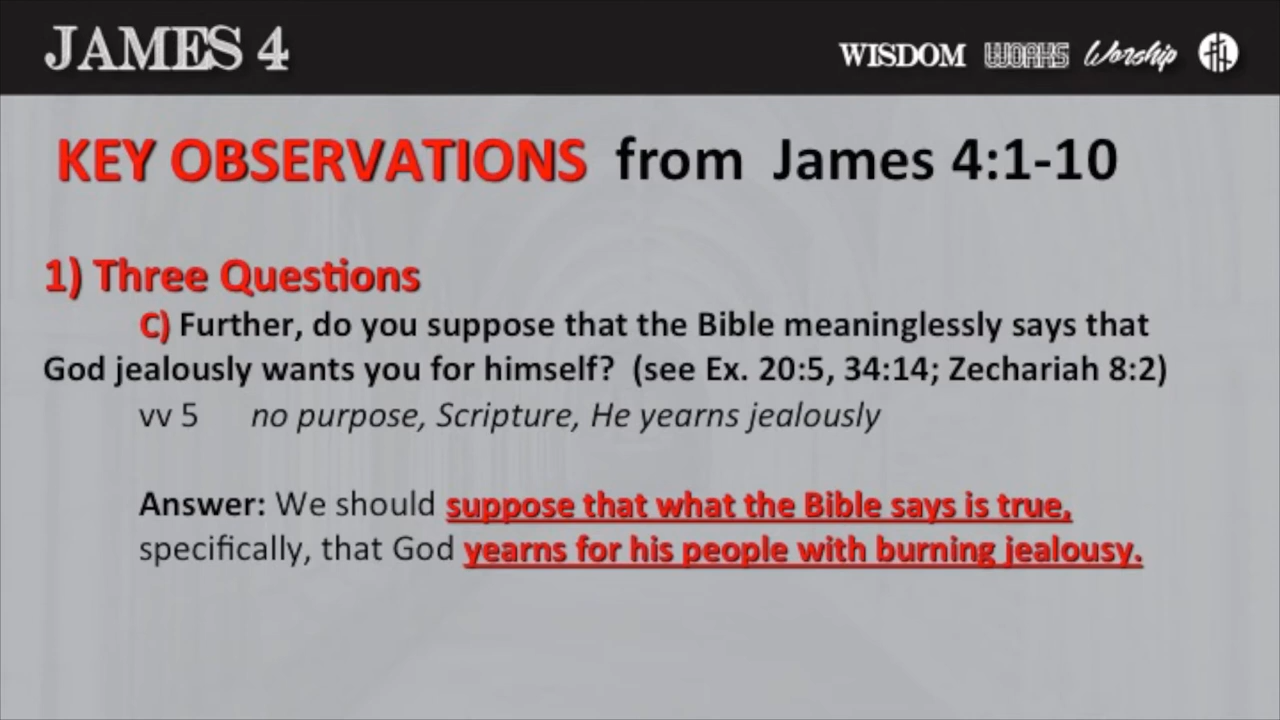 JAMES 4
WISDOM WORKS Worship
KEY OBSERVATIONS from James 4:1-10
1) Three Questions
C) Further, do you suppose that the Bible meaninglessly says that
God jealously wants you for himself? (see Ex. 20:5, 34:14; Zechariah 8:2)
vv 5 no purpose, Scripture, He yearns jealously
Answer: We should suppose that what the Bible says is true,
specifically, that God yearns for his people with burning jealousy.